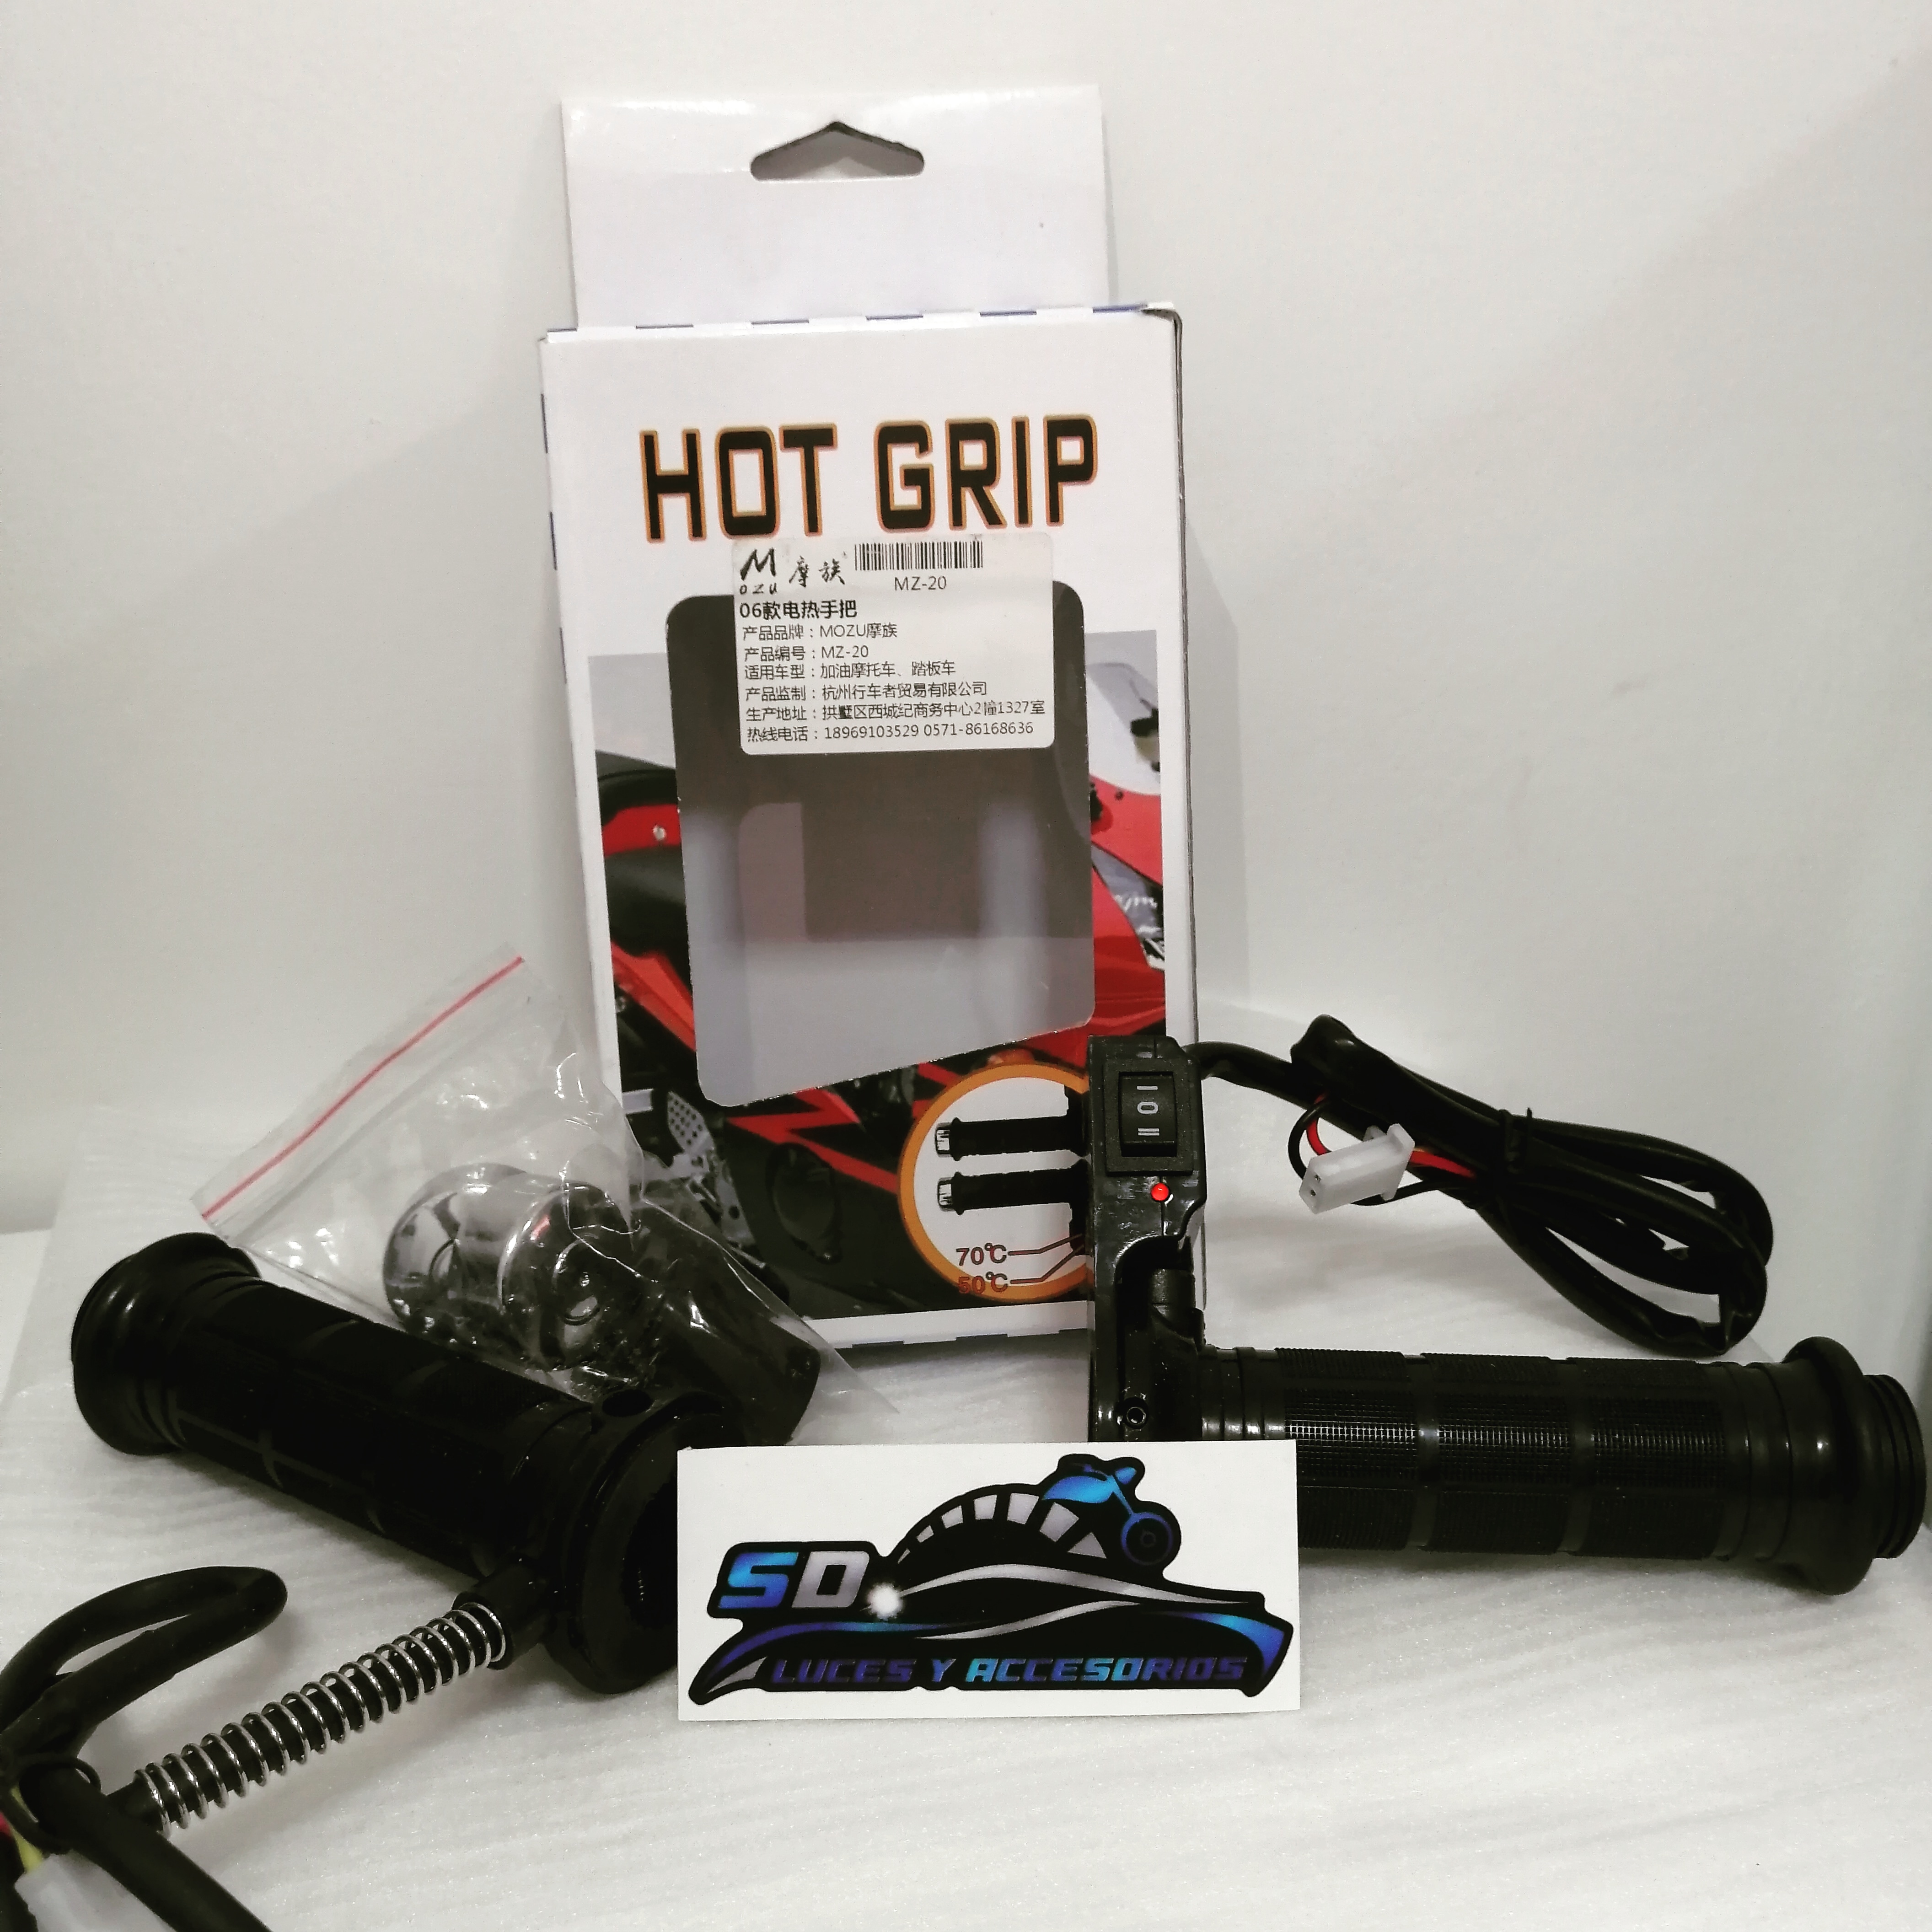 HOT GRIP
MOZU 摩族
MZ-20
06款电热手把
产品品牌：MOZU摩族
产品编号：MZ-20
适用车型：加油摩托车、踏板车
产品监制：杭州行车者贸易有限公司
生产地址：拱墅区西城纪商务中心2幢1327室
热线电话：18969103529 0571-86168636
I O II
70℃
50℃
SD
LUCES Y ACCESORIOS